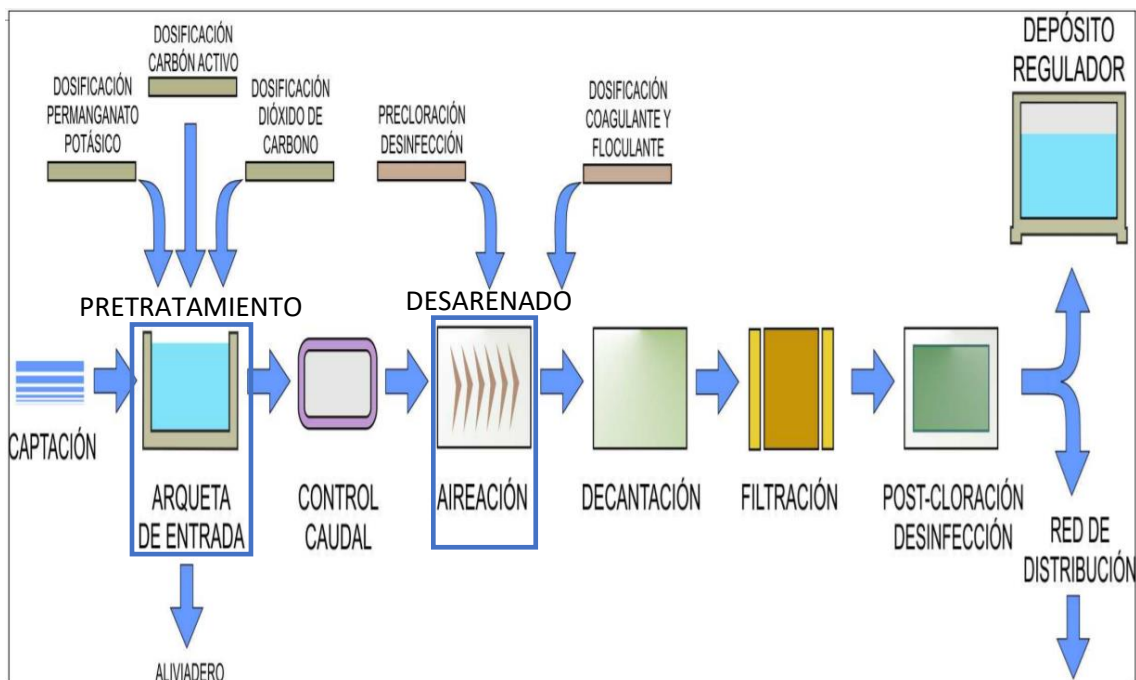 DOSIFICACIÓN
CARBÓN ACTIVO
DOSIFICACIÓN
PERMANGANATO
POTÁSICO
DOSIFICACIÓN
DIÓXIDO DE
CARBONO
PRECLORACIÓN
DESINFECCIÓN
DOSIFICACIÓN
COAGULANTE Y
FLOCULANTE
DEPÓSITO
REGULADOR
PRETRATAMIENTO
DESARENADO
CAPTACIÓN
ARQUETA
DE ENTRADA
CONTROL
CAUDAL
AIREACIÓN
DECANTACIÓN
FILTRACIÓN
POST-CLORACIÓN
DESINFECCIÓN
RED DE
DISTRIBUCIÓN
ALIVIADERO